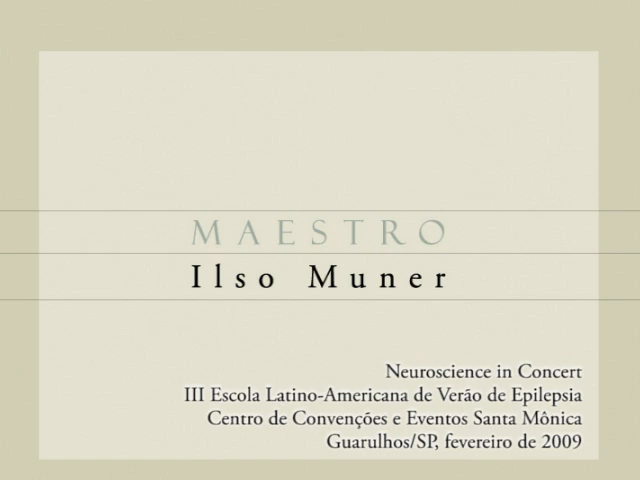 MAESTRO
Ilso Muner
Neuroscience in Concert
III Escola Latino-Americana de Verão de Epilepsia
Centro de Convenções e Eventos Santa Mônica
Guarulhos/SP, fevereiro de 2009